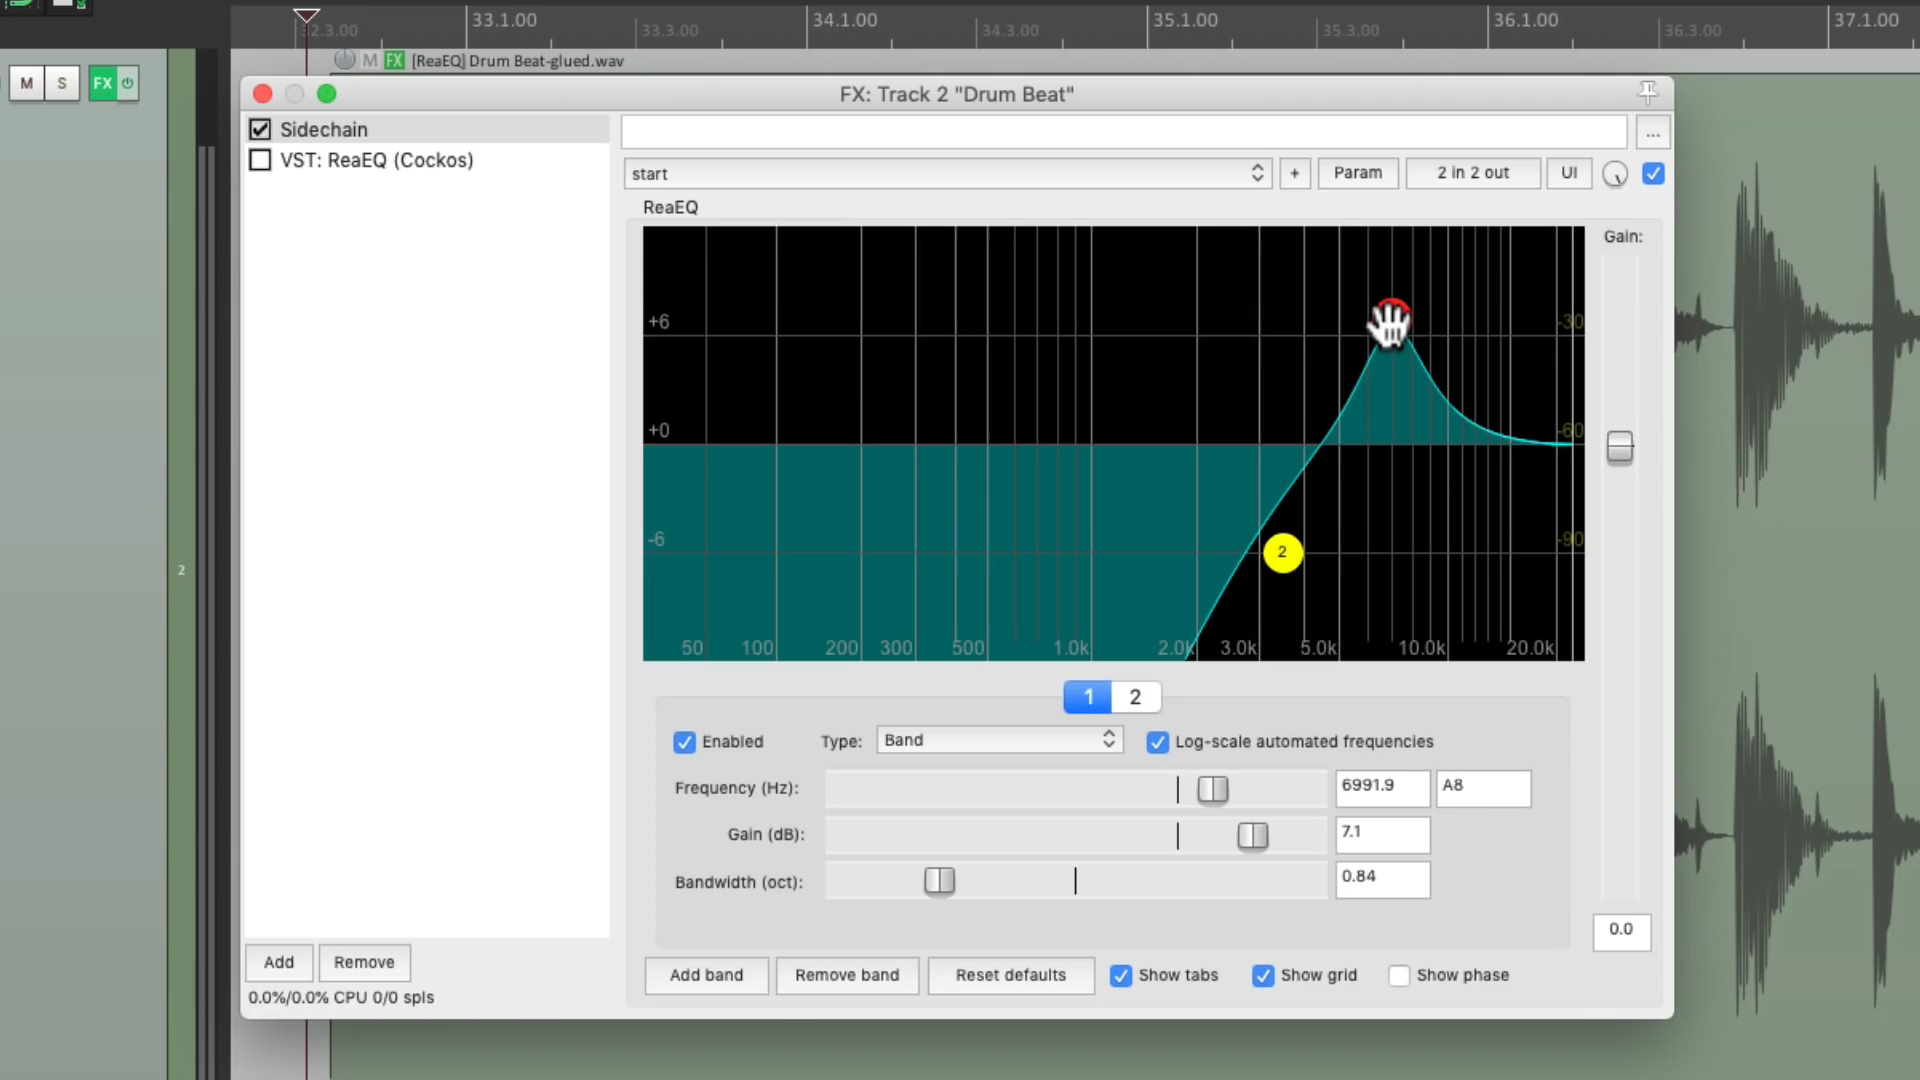 32.3.00 33.1.00 33.3.00 34.1.00 34.3.00 35.1.00 35.3.00 36.1.00 36.3.00 37.1.00
M FX [ReaEQ] Drum Beat-glued.wav
M S FX
FX: Track 2 "Drum Beat"
Sidechain
...
VST: ReaEQ (Cockos)
start + Param 2 in 2 out UI
ReaEQ
Gain:
+6 -30
+0 -60
-6 -90
2
2
50 100 200 300 500 1.0k 2.0k 3.0k 5.0k 10.0k 20.0k
1 2
Enabled Type: Band Log-scale automated frequencies
Frequency (Hz): 6991.9 A8
Gain (dB): 7.1
Bandwidth (oct): 0.84
0.0
Add Remove
Add band Remove band Reset defaults Show tabs Show grid Show phase
0.0%/0.0% CPU 0/0 spls